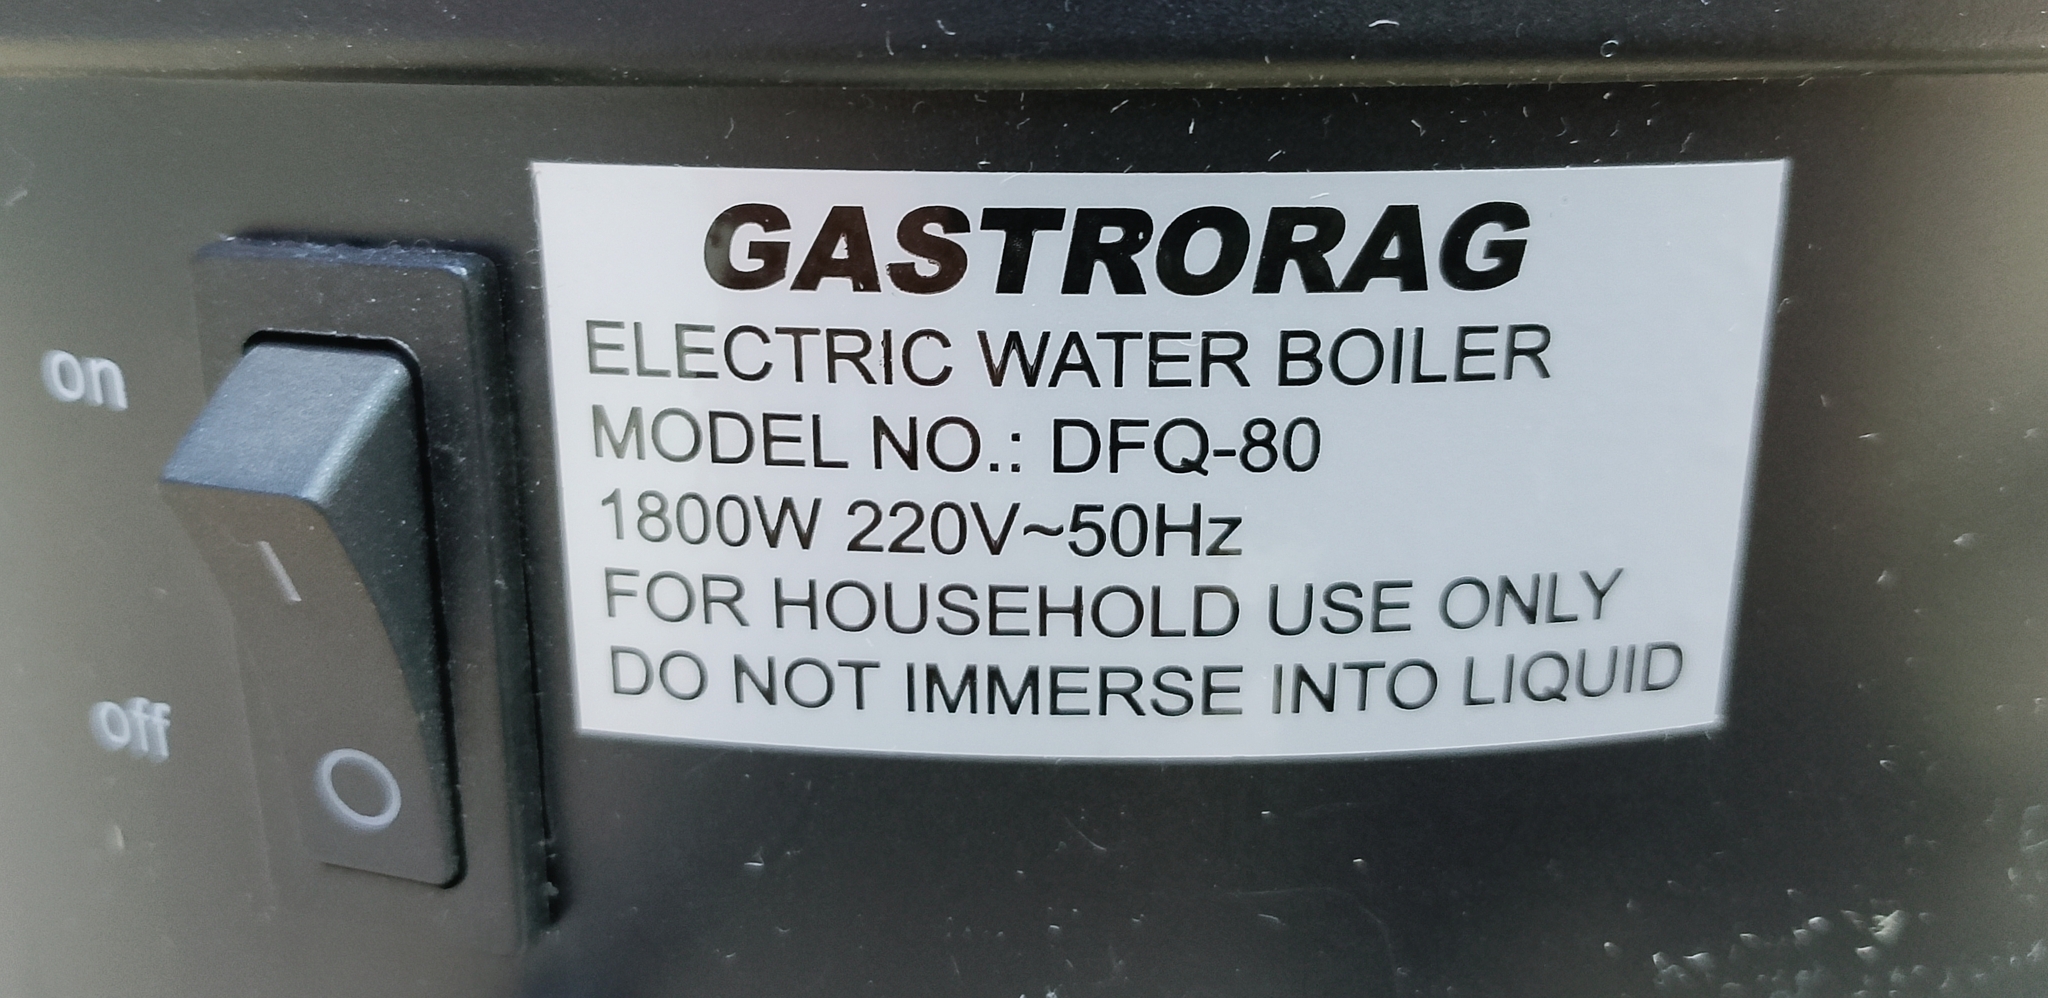 GASTRORAG
ELECTRIC WATER BOILER
MODEL NO.: DFQ-80
1800W 220V~50Hz
FOR HOUSEHOLD USE ONLY
DO NOT IMMERSE INTO LIQUID
on
off